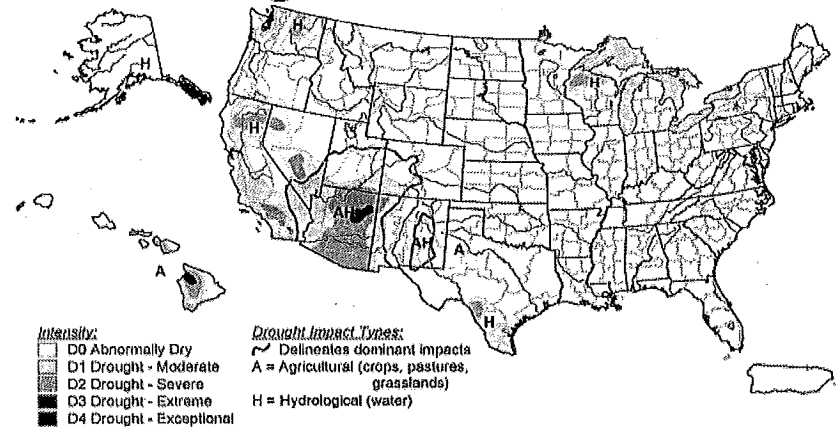 H
H
H
H
AH
AH
A
H
A
Intensity:
D0 Abnormally Dry
D1 Drought - Moderate
D2 Drought - Severe
D3 Drought - Extreme
D4 Drought - Exceptional
Drought Impact Types:
Delineates dominant impacts
A = Agricultural (crops, pastures,
grasslands)
H = Hydrological (water)